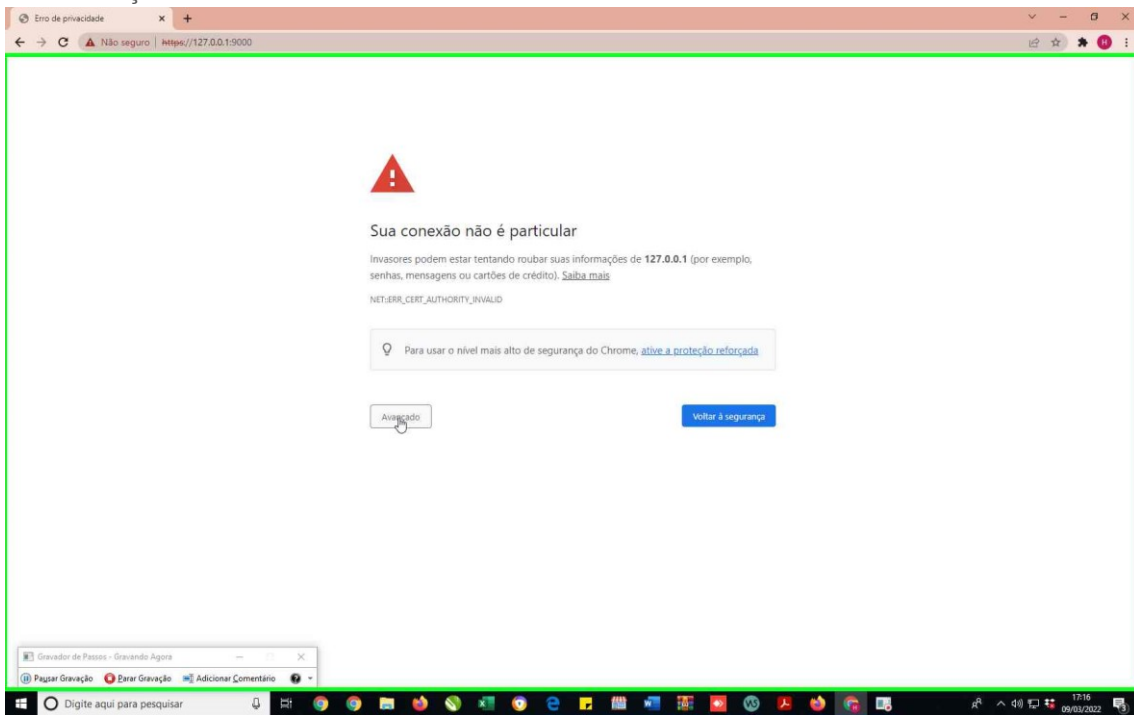 Erro de privacidade
Não seguro | https://127.0.0.1:9000
H
Sua conexão não é particular
Invasores podem estar tentando roubar suas informações de 127.0.0.1 (por exemplo,
senhas, mensagens ou cartões de crédito). Saiba mais
NET::ERR_CERT_AUTHORITY_INVALID
Para usar o nível mais alto de segurança do Chrome, ative a proteção reforçada
Avançado
Voltar à segurança
Gravador de Passos - Gravando Agora
Pausar Gravação Parar Gravação Adicionar Comentário
Digite aqui para pesquisar
17:16
09/03/2022